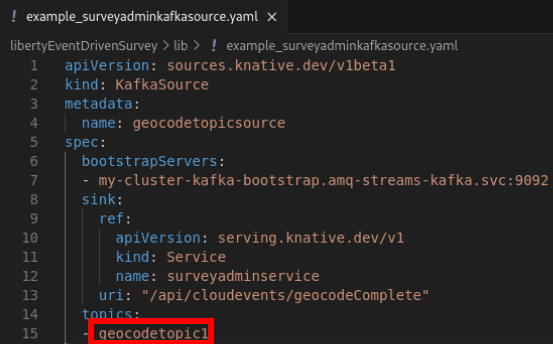 ! example_surveyadminkafkasource.yaml ×
libertyEventDrivenSurvey > lib > ! example_surveyadminkafkasource.yaml
1 apiVersion: sources.knative.dev/v1beta1
2 kind: KafkaSource
3 metadata:
4 name: geocodetopicsource
5 spec:
6 bootstrapServers:
7 - my-cluster-kafka-bootstrap.amq-streams-kafka.svc:9092
8 sink:
9 ref:
10 apiVersion: serving.knative.dev/v1
11 kind: Service
12 name: surveyadminservice
13 uri: "/api/cloudevents/geocodeComplete"
14 topics:
15 - geocodetopic1